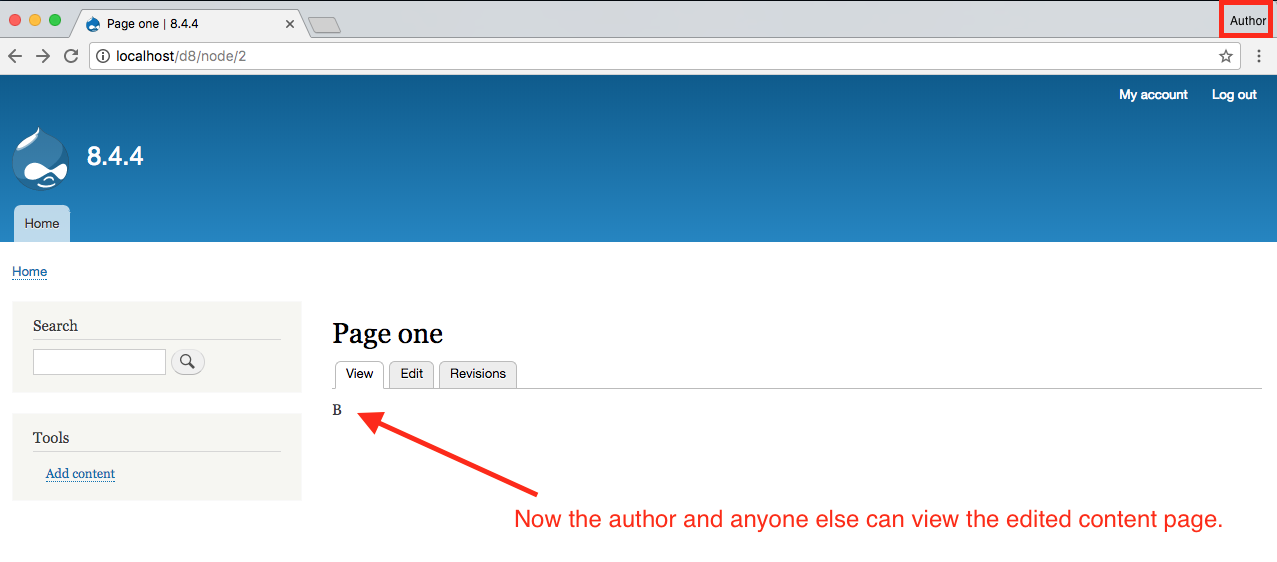 Page one | 8.4.4
Author
localhost/d8/node/2
My account Log out
8.4.4
Home
Home
Search
Page one
View Edit Revisions
B
Tools
Add content
Now the author and anyone else can view the edited content page.